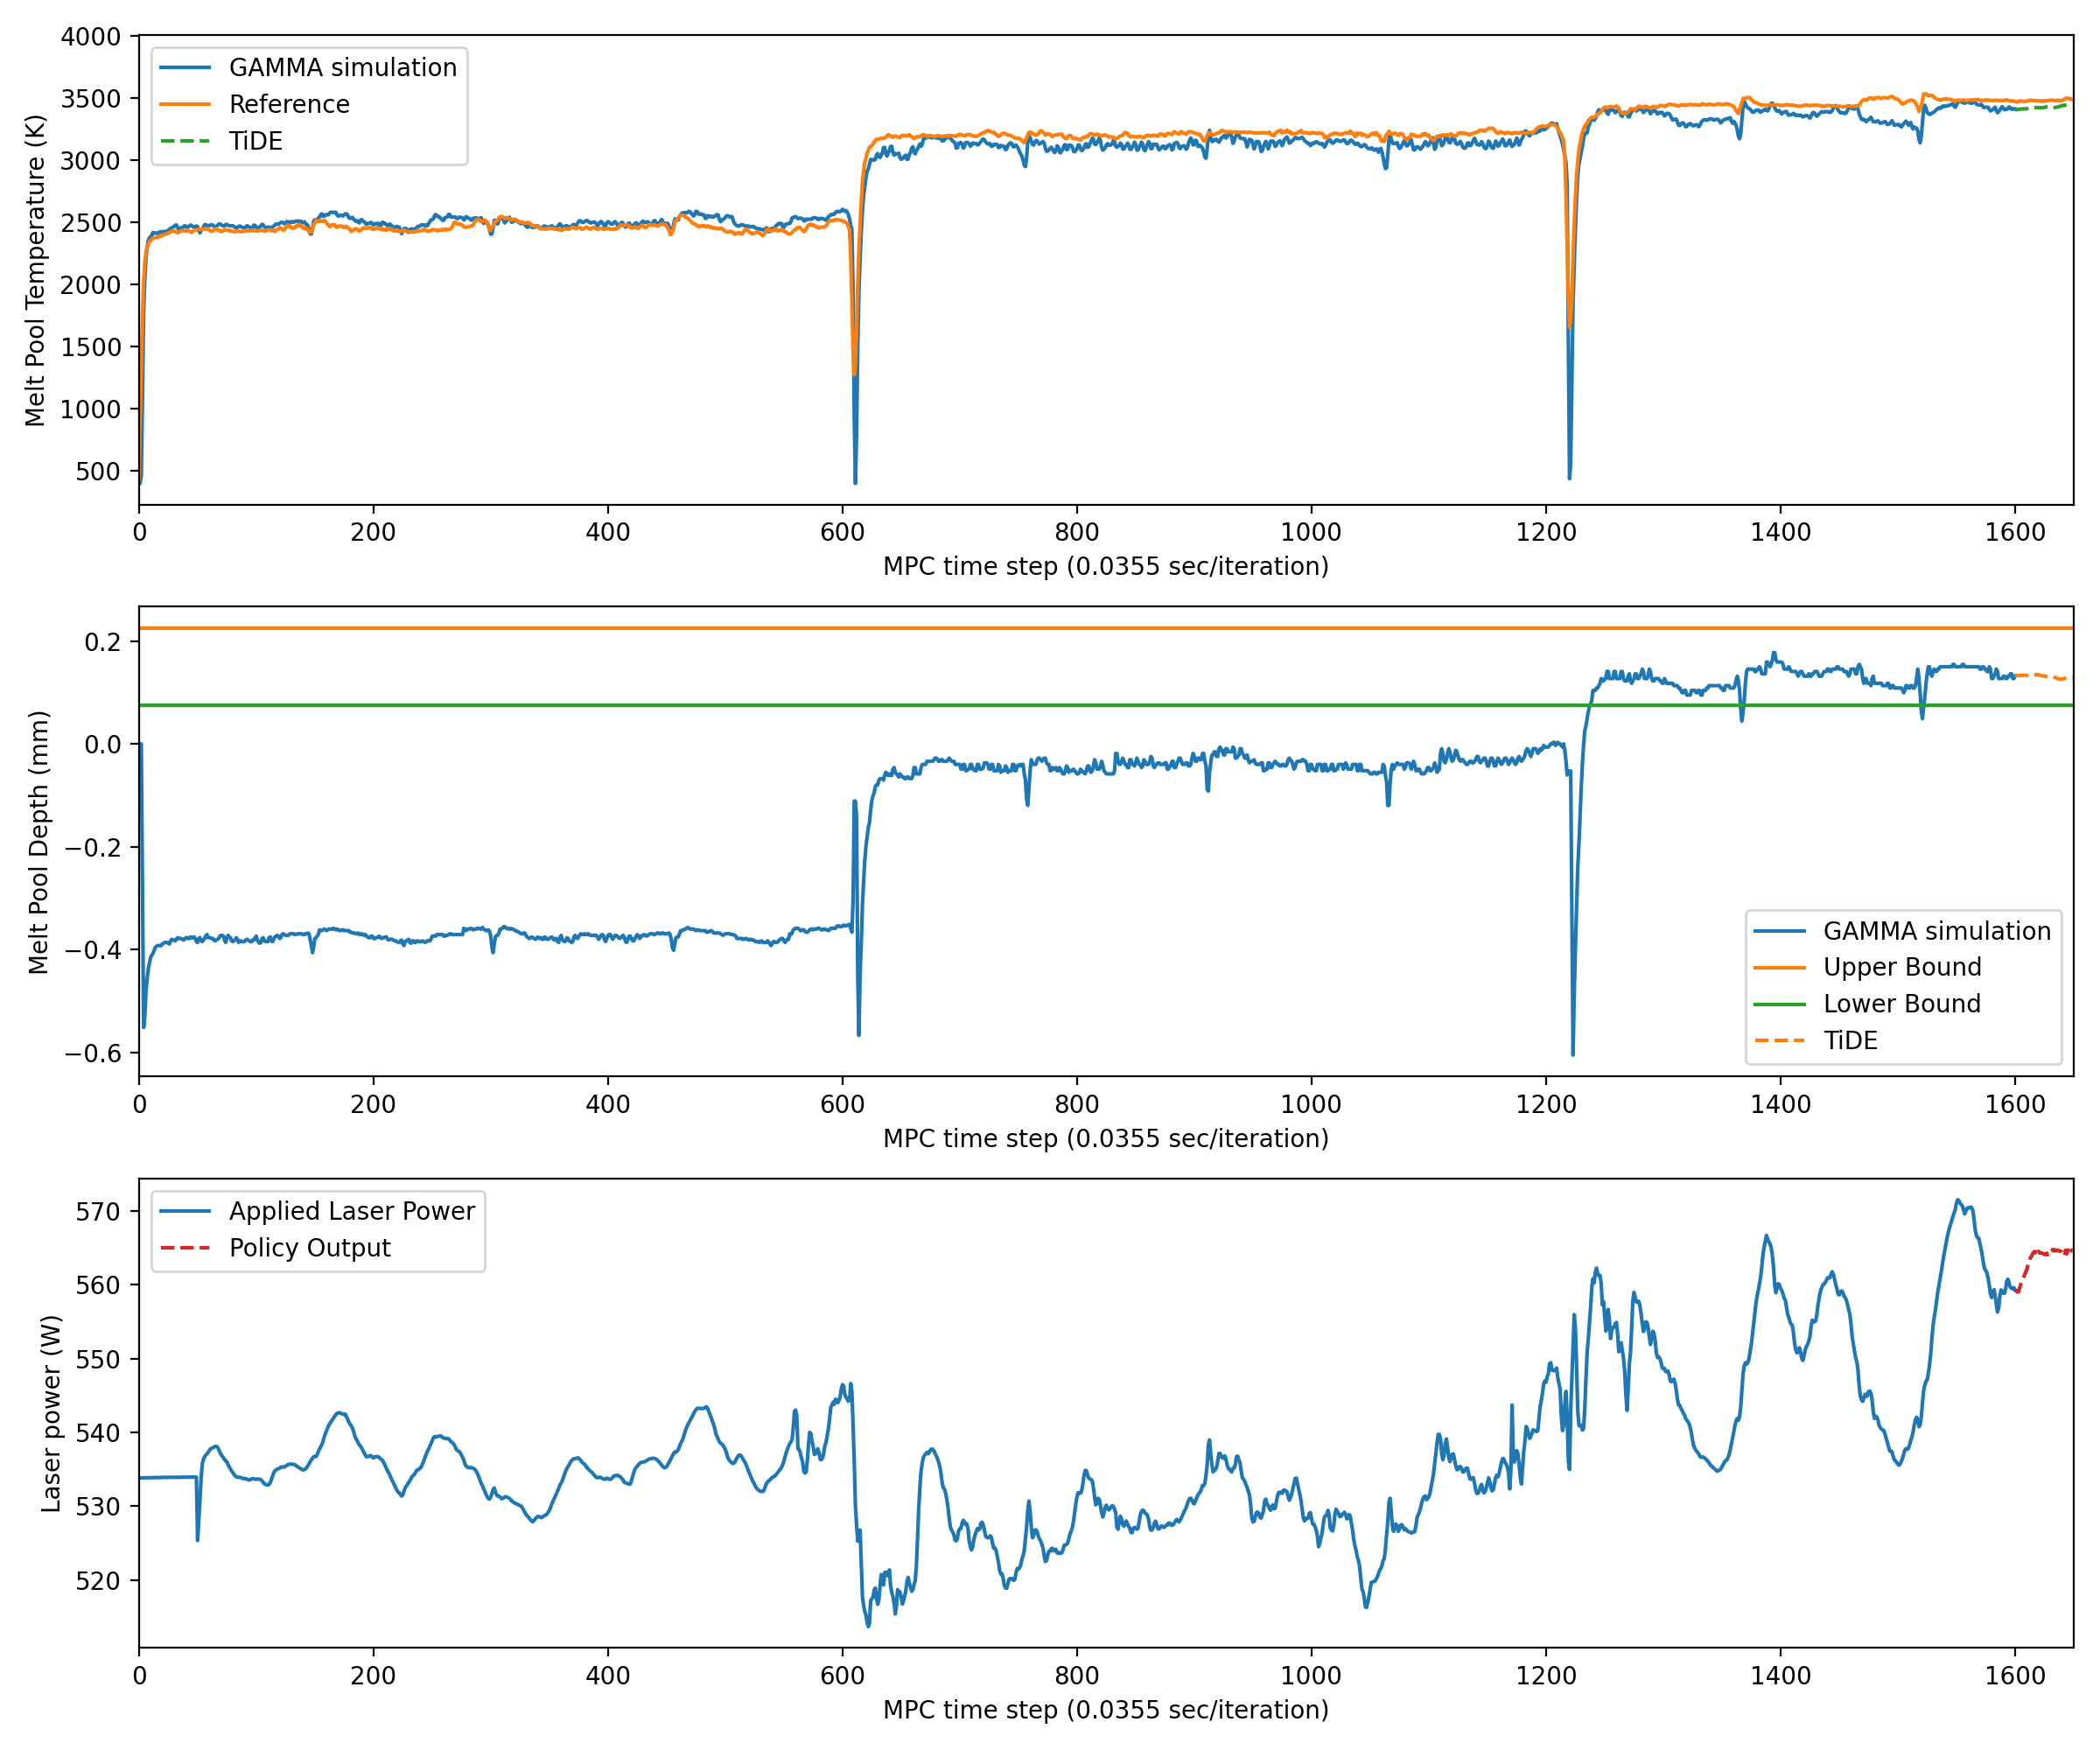 4000
3500
3000
2500
2000
1500
1000
500
Melt Pool Temperature (K)
GAMMA simulation
Reference
TiDE
0 200 400 600 800 1000 1200 1400 1600
MPC time step (0.0355 sec/iteration)
0.2
0.0
−0.2
−0.4
−0.6
Melt Pool Depth (mm)
GAMMA simulation
Upper Bound
Lower Bound
TiDE
0 200 400 600 800 1000 1200 1400 1600
MPC time step (0.0355 sec/iteration)
570
560
550
540
530
520
Laser power (W)
Applied Laser Power
Policy Output
0 200 400 600 800 1000 1200 1400 1600
MPC time step (0.0355 sec/iteration)